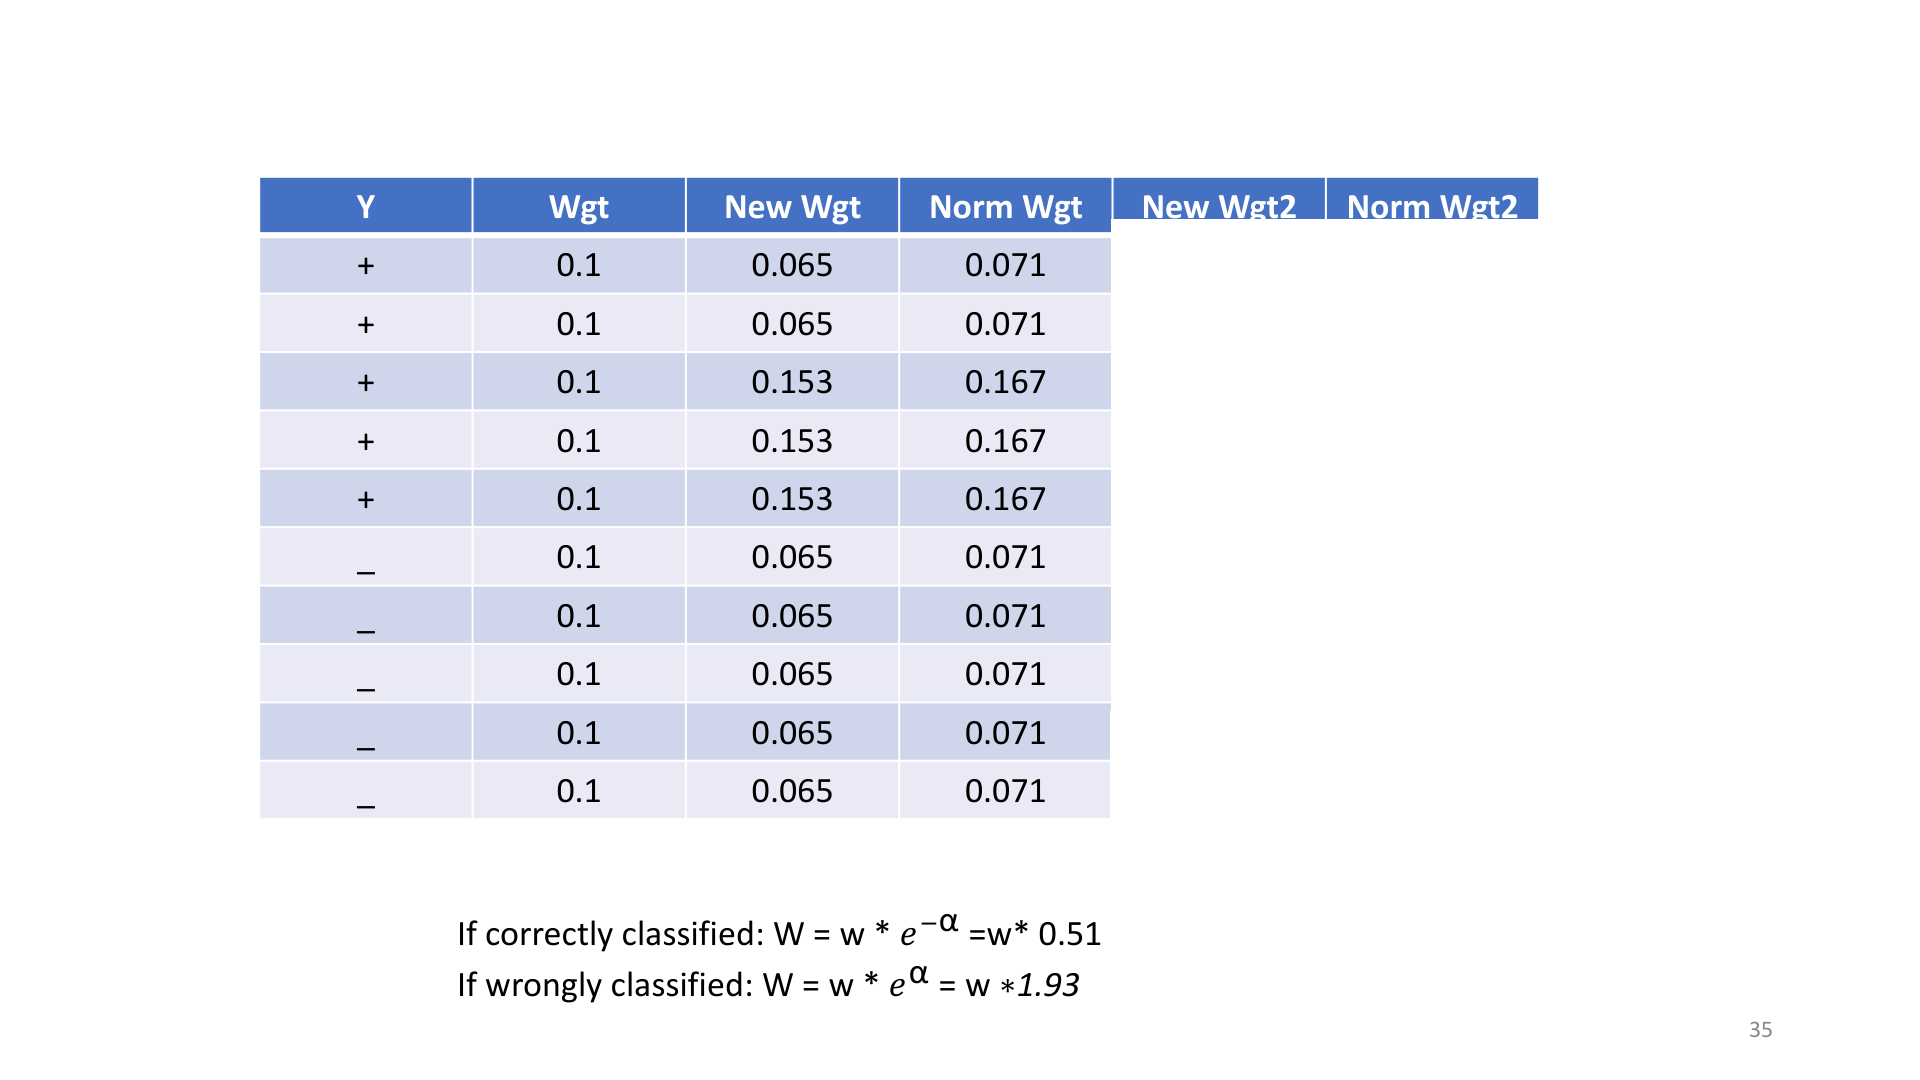 Y Wgt New Wgt Norm Wgt New Wgt2 Norm Wgt2
+ 0.1 0.065 0.071
+ 0.1 0.065 0.071
+ 0.1 0.153 0.167
+ 0.1 0.153 0.167
+ 0.1 0.153 0.167
_ 0.1 0.065 0.071
_ 0.1 0.065 0.071
_ 0.1 0.065 0.071
_ 0.1 0.065 0.071
_ 0.1 0.065 0.071
If correctly classified: W = w * 𝑒^−α =w* 0.51
If wrongly classified: W = w * 𝑒^α = w ∗1.93
35